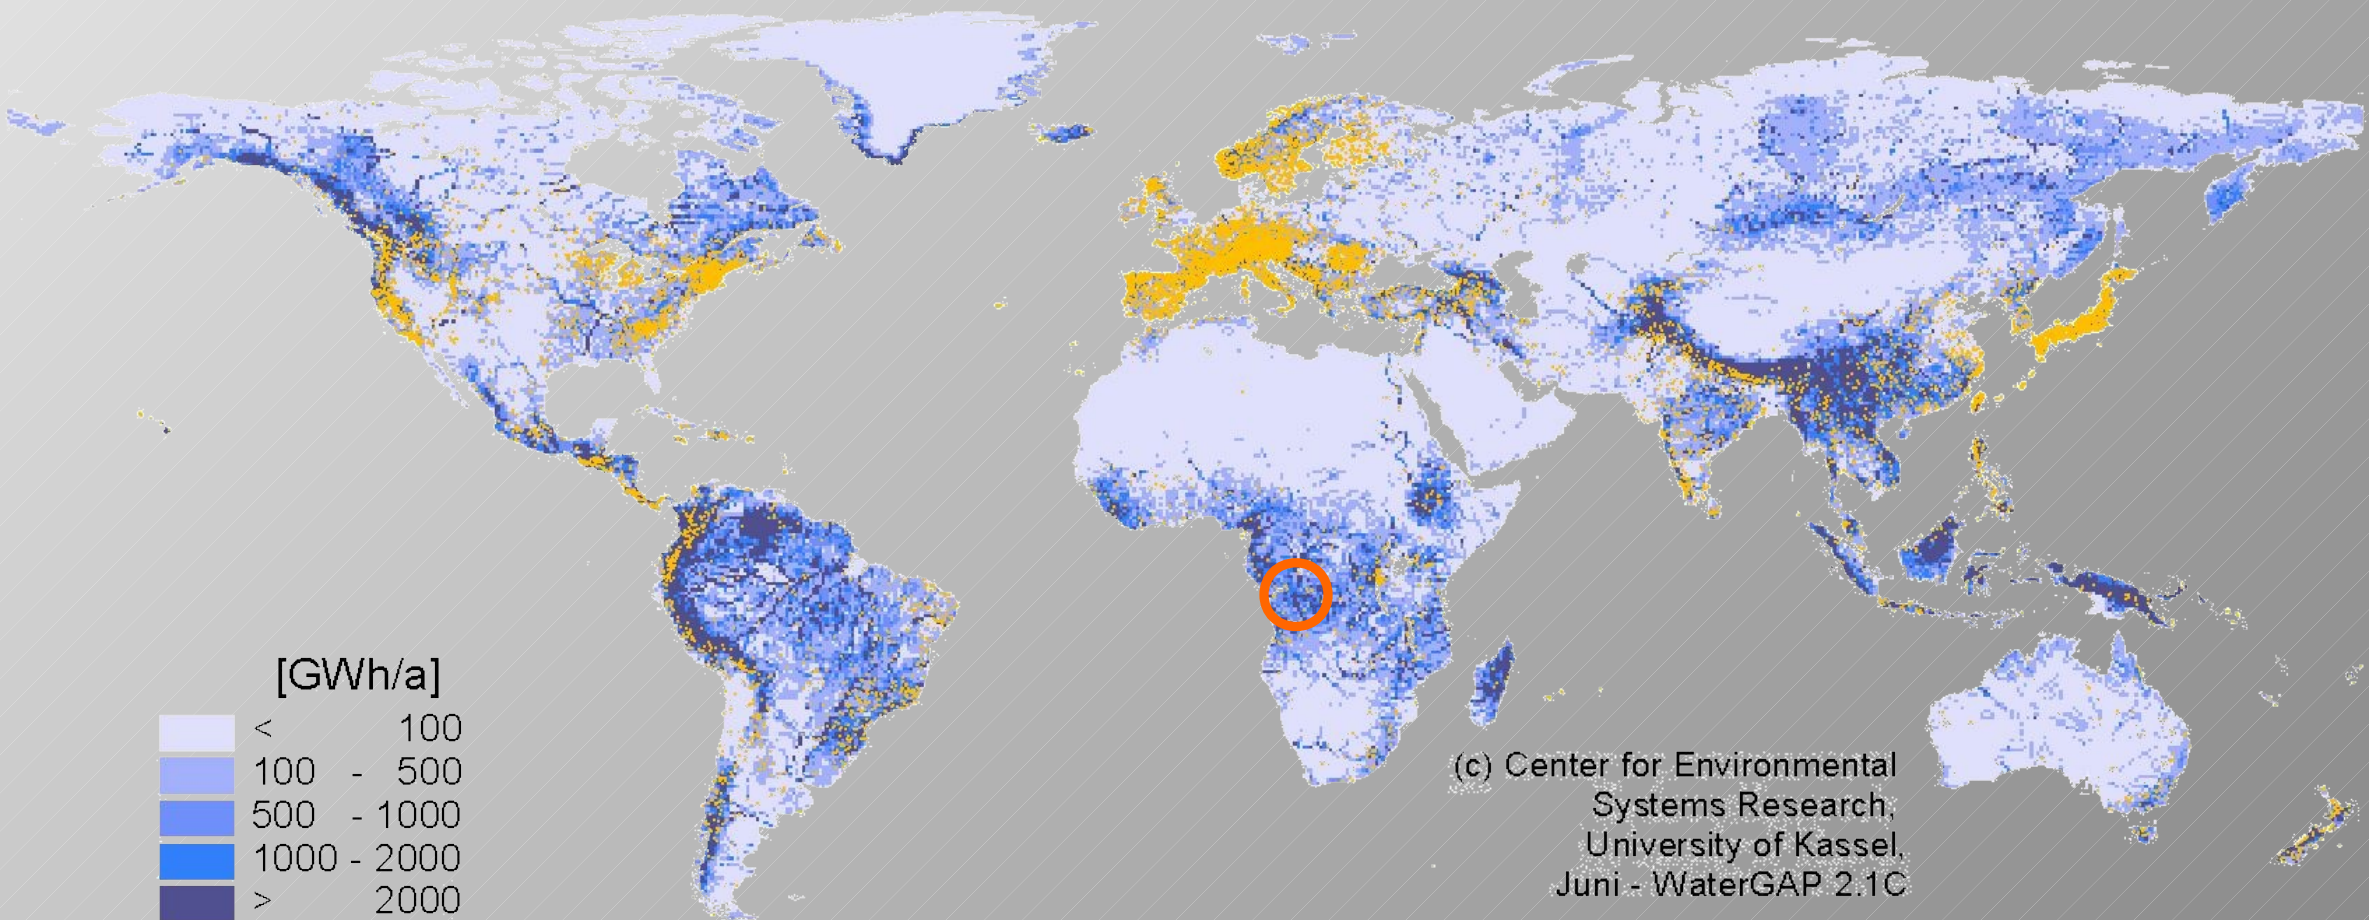 [GWh/a]
< 100
100 - 500
500 - 1000
1000 - 2000
> 2000
(c) Center for Environmental
Systems Research,
University of Kassel,
Juni - WaterGAP 2.1C